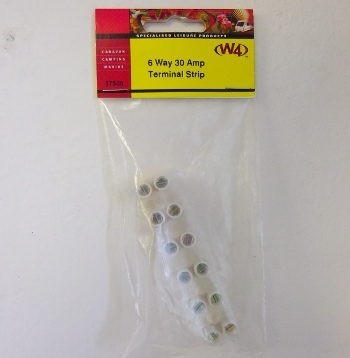 SPECIALISED LEISURE PRODUCTS
CARAVAN
CAMPING
MARINE
W4
6 Way 30 Amp
Terminal Strip